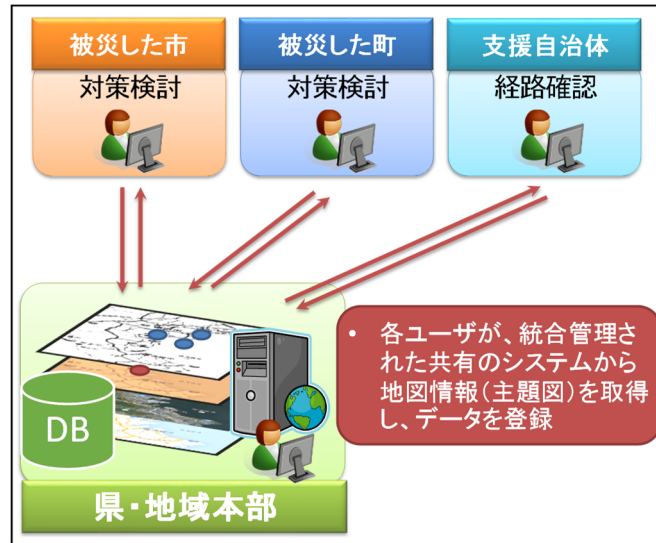 被災した市
対策検討
被災した町
対策検討
支援自治体
経路確認
DB
県・地域本部
• 各ユーザが、統合管理さ
れた共有のシステムから
地図情報(主題図)を取得
し、データを登録